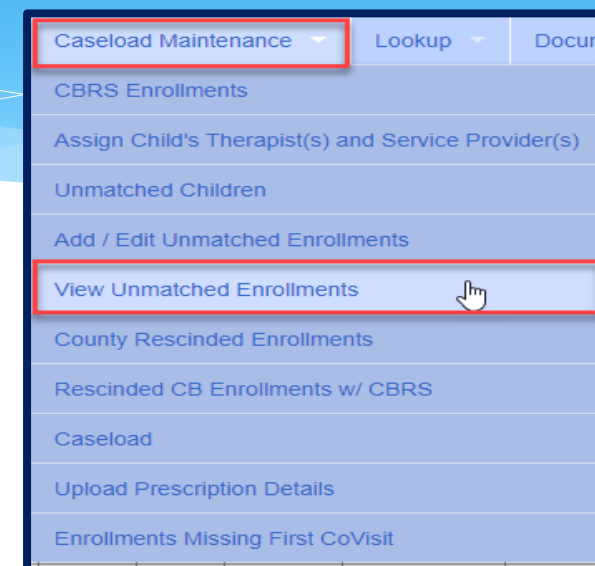 Caseload Maintenance Lookup
CBRS Enrollments
Assign Child's Therapist(s) and Service Provider(s)
Unmatched Children
Add / Edit Unmatched Enrollments
View Unmatched Enrollments
County Rescinded Enrollments
Rescinded CB Enrollments w/ CBRS
Caseload
Upload Prescription Details
Enrollments Missing First CoVisit